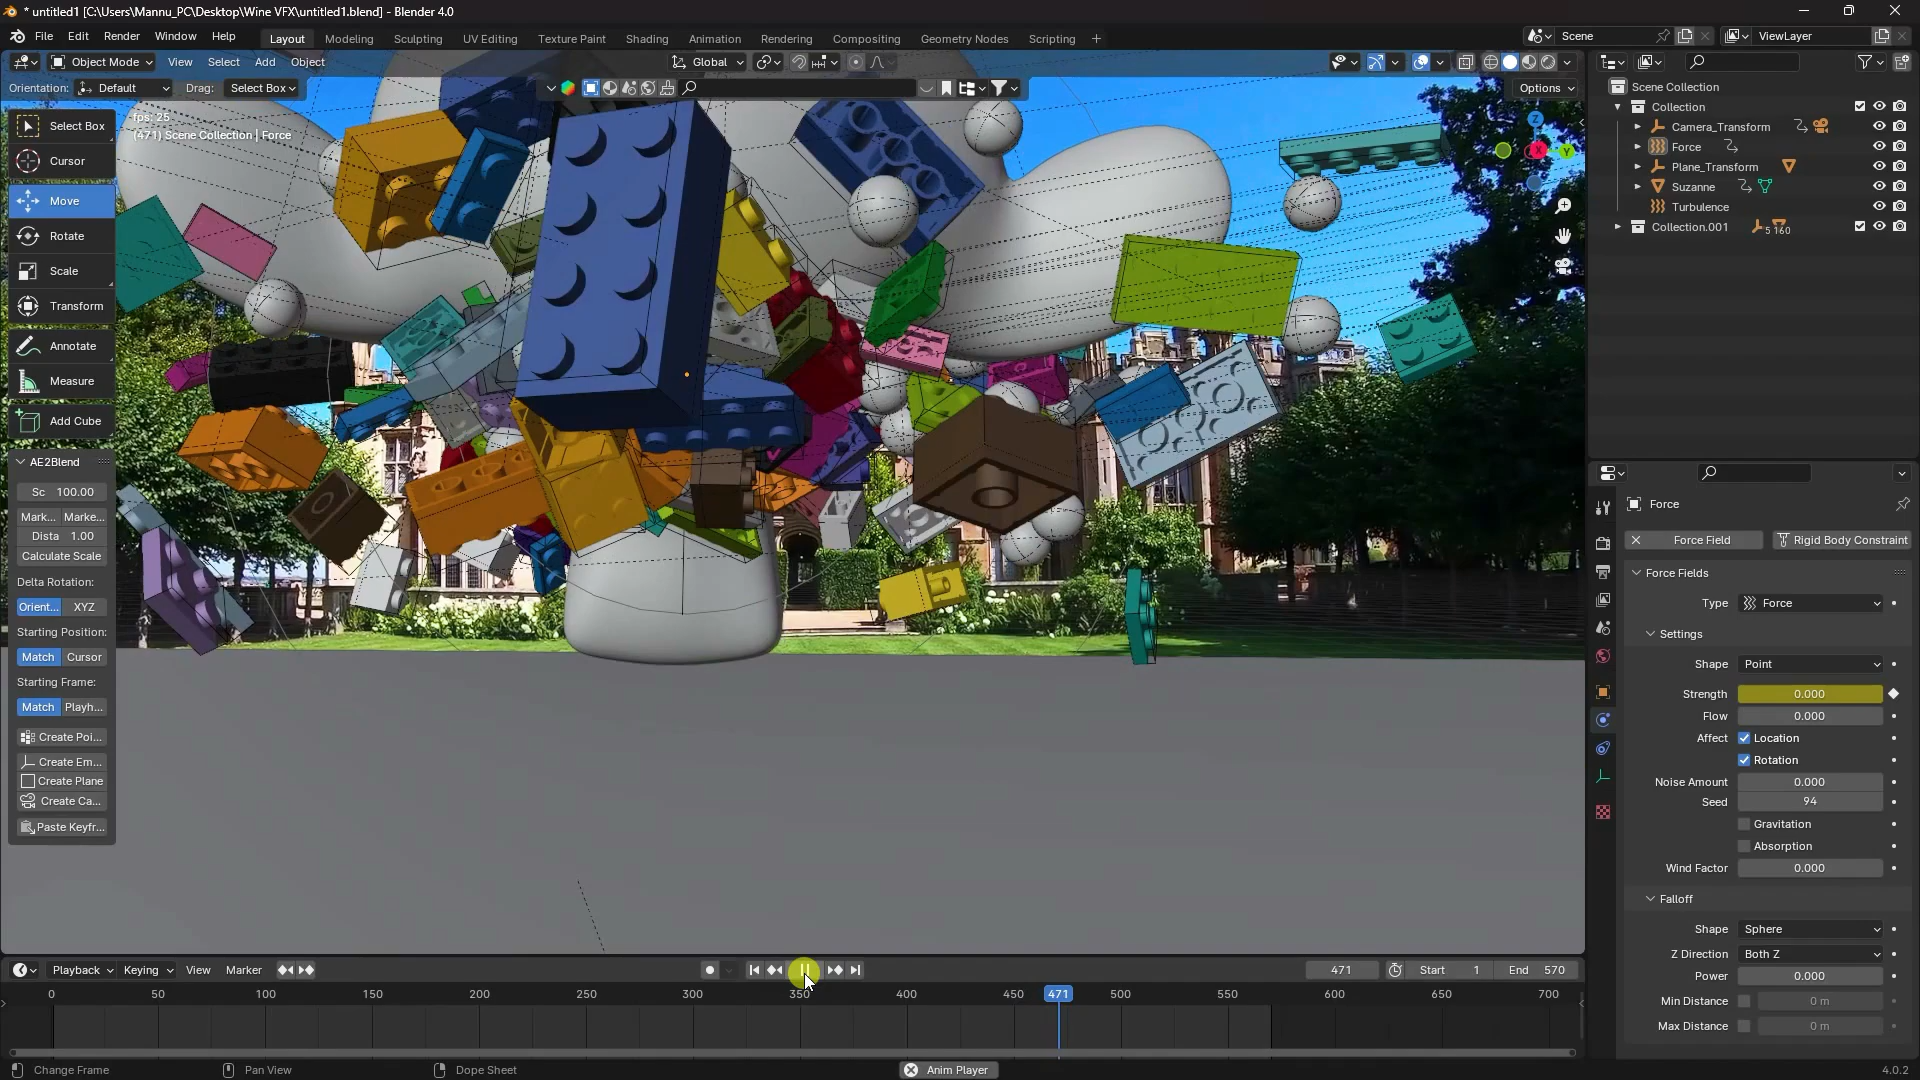 * untitled1 [C:\Users\Mannu_PC\Desktop\Wine VFX\untitled1.blend] - Blender 4.0
File Edit Render Window Help Layout Modeling Sculpting UV Editing Texture Paint Shading Animation Rendering Compositing Geometry Nodes Scripting + Scene ViewLayer
Object Mode View Select Add Object Global
Orientation: Default Drag: Select Box Options
fps: 25
(471) Scene Collection | Force
Select Box
Cursor
Move
Rotate
Scale
Transform
Annotate
Measure
Add Cube
AE2Blend
Sc 100.00
Mark... Marke...
Dista 1.00
Calculate Scale
Delta Rotation:
Orient... XYZ
Starting Position:
Match Cursor
Starting Frame:
Match Playh...
Create Poi...
Create Em...
Create Plane
Create Ca...
Paste Keyfr...
Z
X
Y
Scene Collection
Collection
Camera_Transform
Force
Plane_Transform
Suzanne
Turbulence
Collection.001 5 160
Force
Force Field Rigid Body Constraint
Force Fields
Type Force
Settings
Shape Point
Strength 0.000
Flow 0.000
Affect Location
Rotation
Noise Amount 0.000
Seed 94
Gravitation
Absorption
Wind Factor 0.000
Falloff
Shape Sphere
Z Direction Both Z
Power 0.000
Min Distance 0 m
Max Distance 0 m
Playback Keying View Marker 471 Start 1 End 570
0 50 100 150 200 250 300 350 400 450 471 500 550 600 650 700
Change Frame Pan View Dope Sheet Anim Player 4.0.2